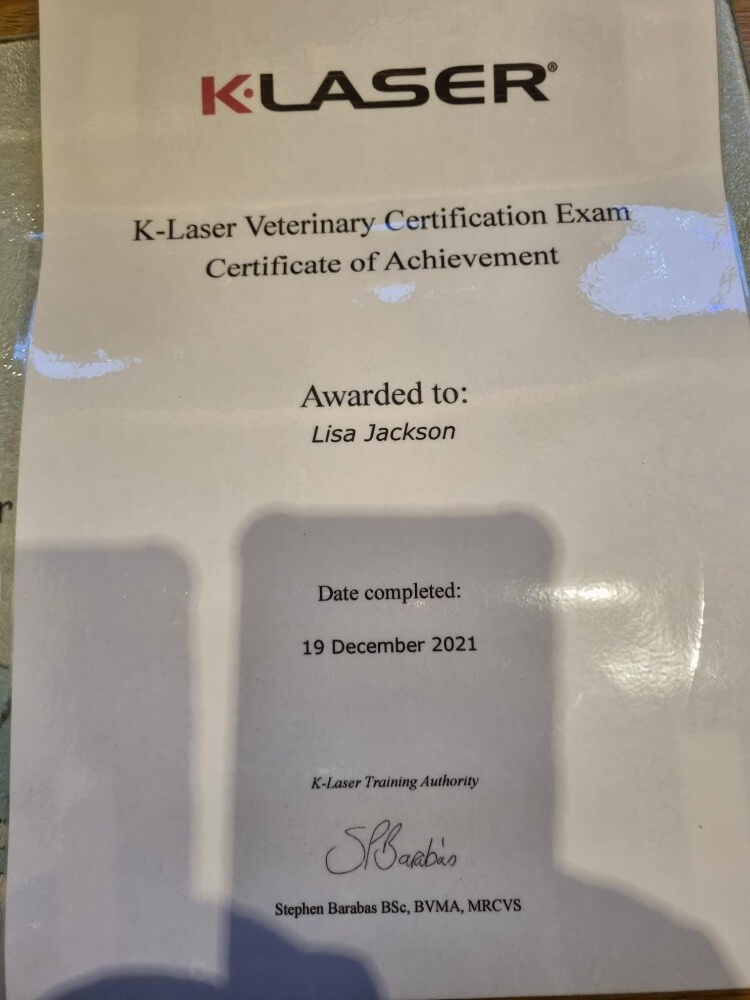 K-LASER®
K-Laser Veterinary Certification Exam
Certificate of Achievement
Awarded to:
Lisa Jackson
r
Date completed:
19 December 2021
K-Laser Training Authority
SPBarabás
Stephen Barabas BSc, BVMA, MRCVS